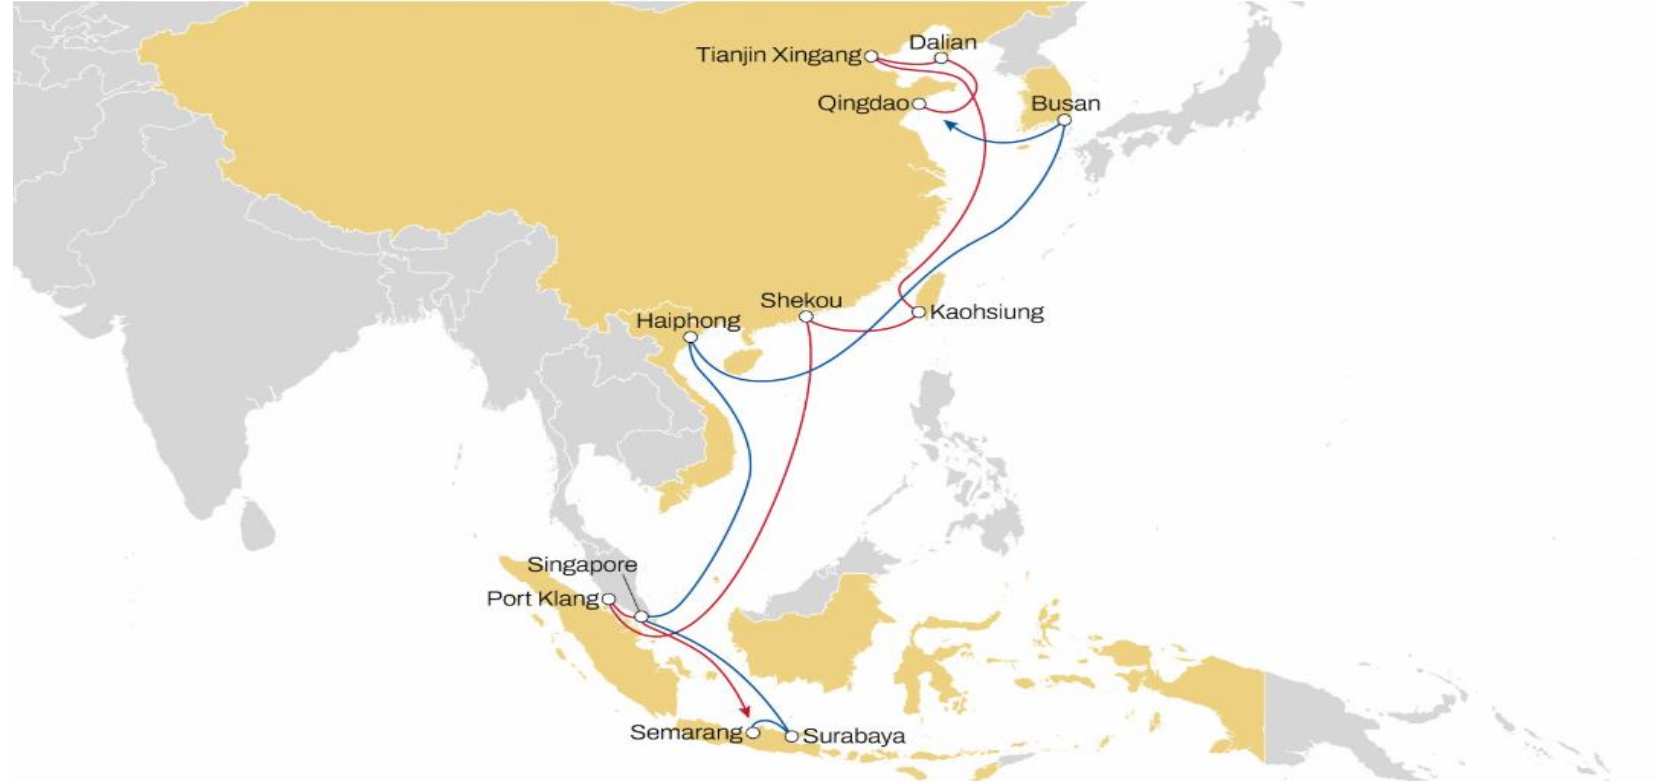 Dalian
Tianjin Xingang
Qingdao
Busan
Shekou
Haiphong
Kaohsiung
Singapore
Port Klang
Semarang
Surabaya